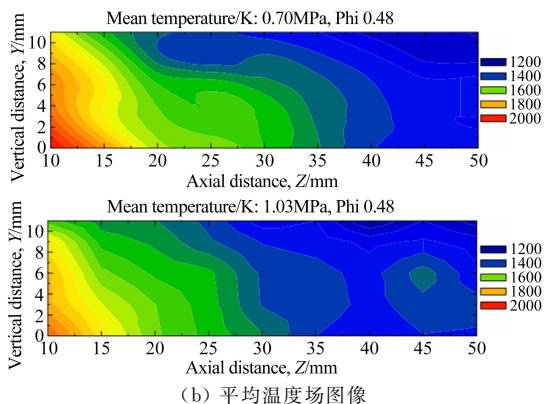 Mean temperature/K: 0.70MPa, Phi 0.48
Vertical distance, Y/mm
10
8
6
4
2
0
10 15 20 25 30 35 40 45 50
Axial distance, Z/mm
1200
1400
1600
1800
2000
Mean temperature/K: 1.03MPa, Phi 0.48
Vertical distance, Y/mm
10
8
6
4
2
0
10 15 20 25 30 35 40 45 50
Axial distance, Z/mm
1200
1400
1600
1800
2000
(b) 平均温度场图像